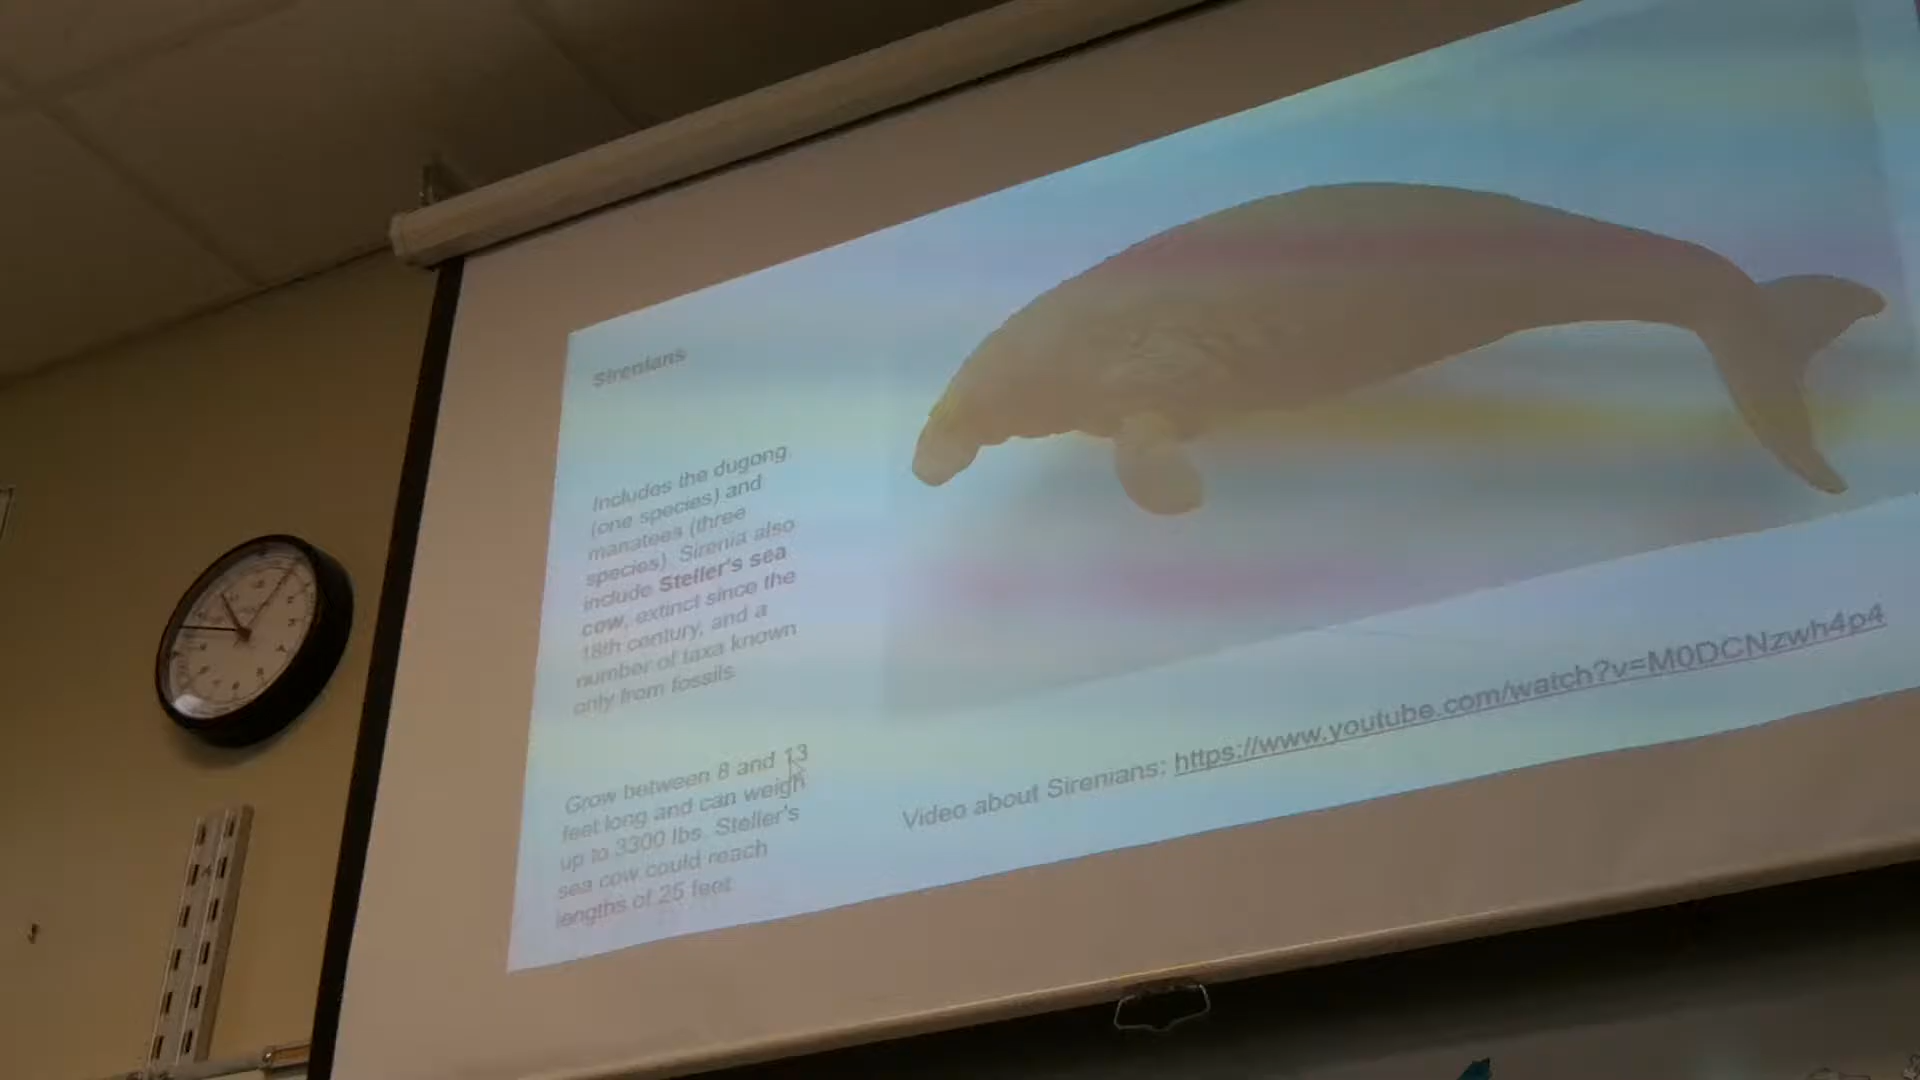 Sirenians
Includes the dugong
(one species) and
manatees (three
species). Sirenia also
include Steller's sea
cow, extinct since the
18th century, and a
number of taxa known
only from fossils
Grow between 8 and 13
feet long and can weigh
up to 3300 lbs. Steller's
sea cow could reach
lengths of 25 feet
Video about Sirenians: https://www.youtube.com/watch?v=M0DCNzwh4p4